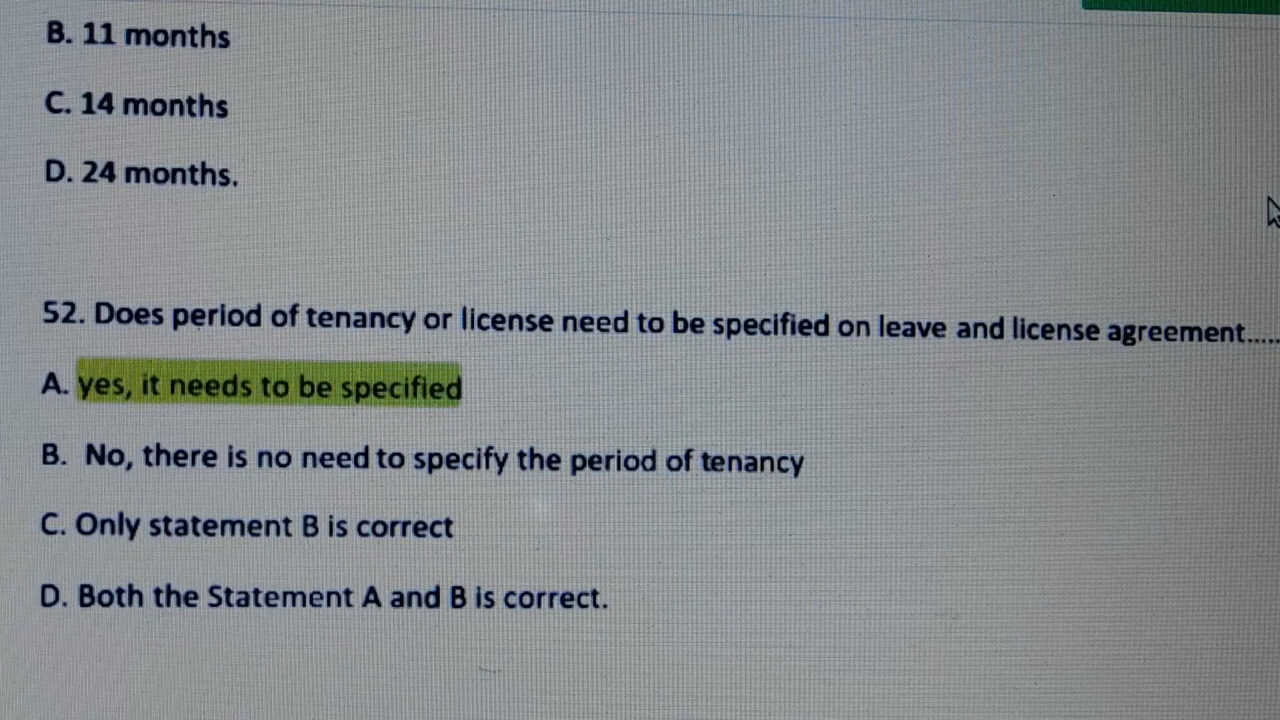 B. 11 months
C. 14 months
D. 24 months.
52. Does period of tenancy or license need to be specified on leave and license agreement.....
A. yes, it needs to be specified
B. No, there is no need to specify the period of tenancy
C. Only statement B is correct
D. Both the Statement A and B is correct.